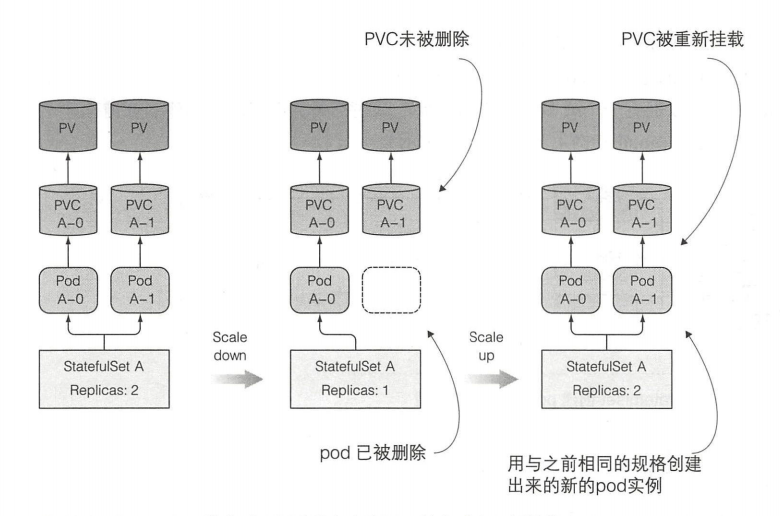 PVC未被删除
PVC被重新挂载
PV
PV
PVC
A-0
PVC
A-1
Pod
A-0
Pod
A-1
StatefulSet A
Replicas: 2
Scale
down
PV
PV
PVC
A-0
PVC
A-1
Pod
A-0
StatefulSet A
Replicas: 1
pod 已被删除
Scale
up
PV
PV
PVC
A-0
PVC
A-1
Pod
A-0
Pod
A-1
StatefulSet A
Replicas: 2
用与之前相同的规格创建
出来的新的pod实例